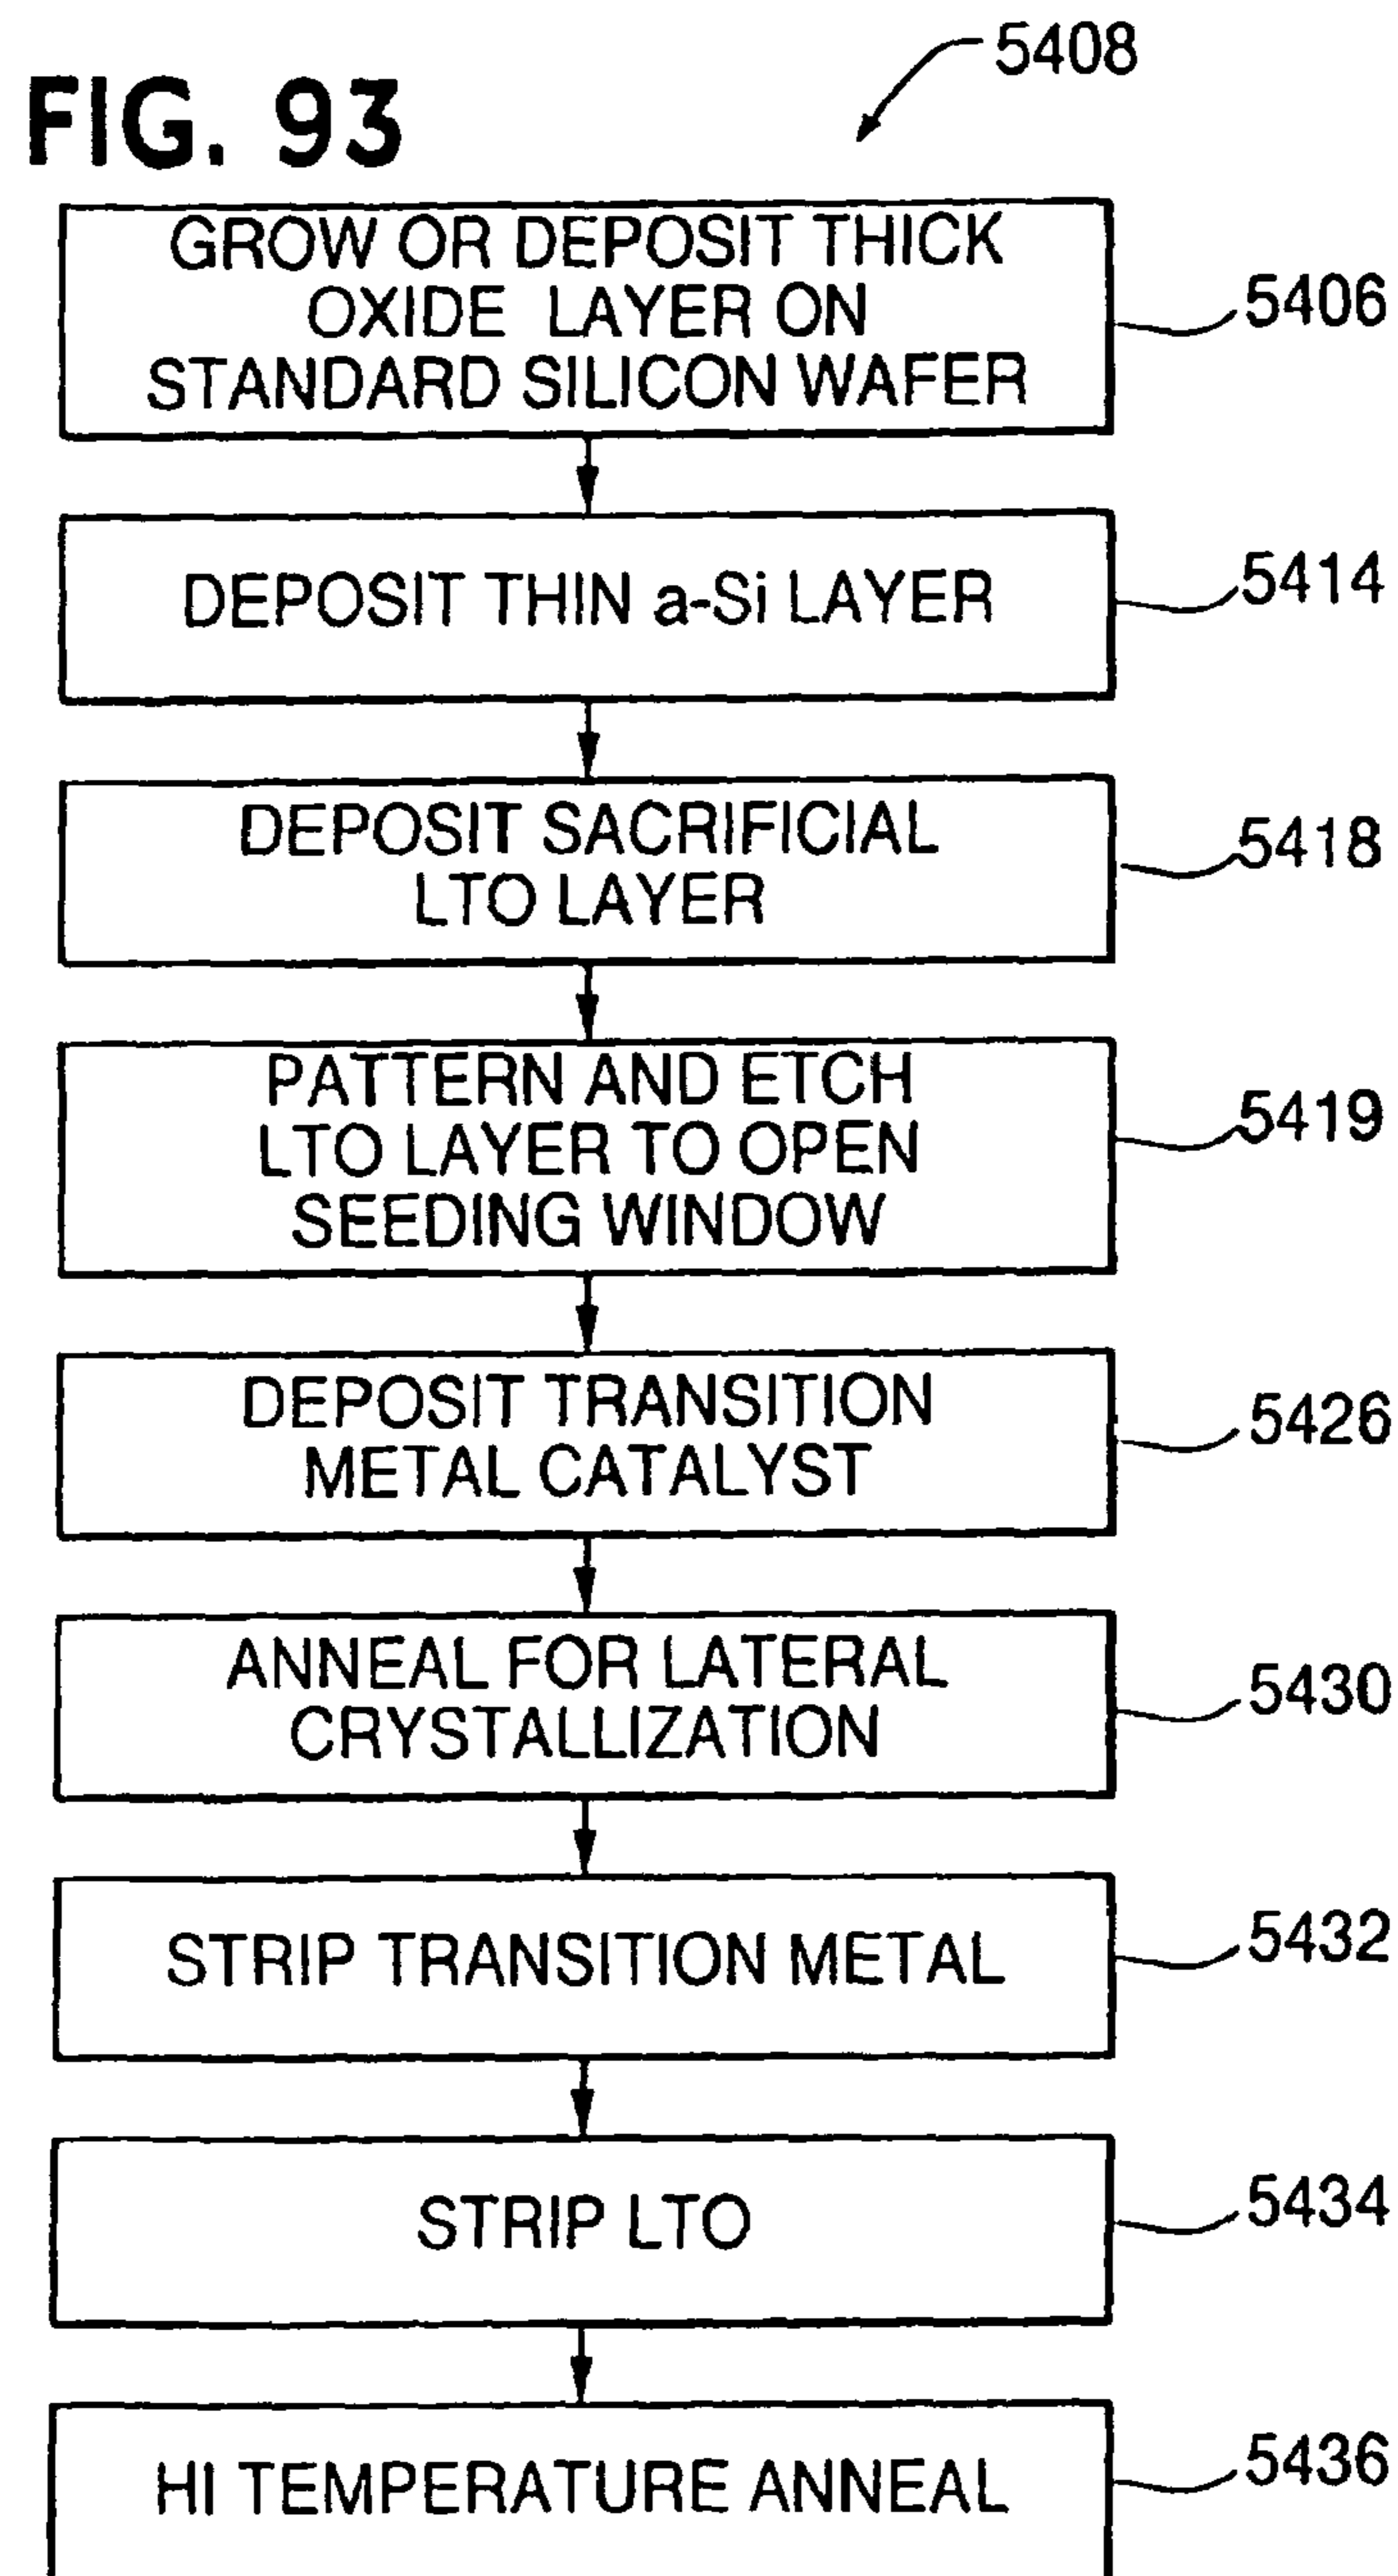 5408
FIG. 93
GROW OR DEPOSIT THICK
OXIDE LAYER ON
STANDARD SILICON WAFER
5406
DEPOSIT THIN a-Si LAYER
5414
DEPOSIT SACRIFICIAL
LTO LAYER
5418
PATTERN AND ETCH
LTO LAYER TO OPEN
SEEDING WINDOW
5419
DEPOSIT TRANSITION
METAL CATALYST
5426
ANNEAL FOR LATERAL
CRYSTALLIZATION
5430
STRIP TRANSITION METAL
5432
STRIP LTO
5434
HI TEMPERATURE ANNEAL
5436